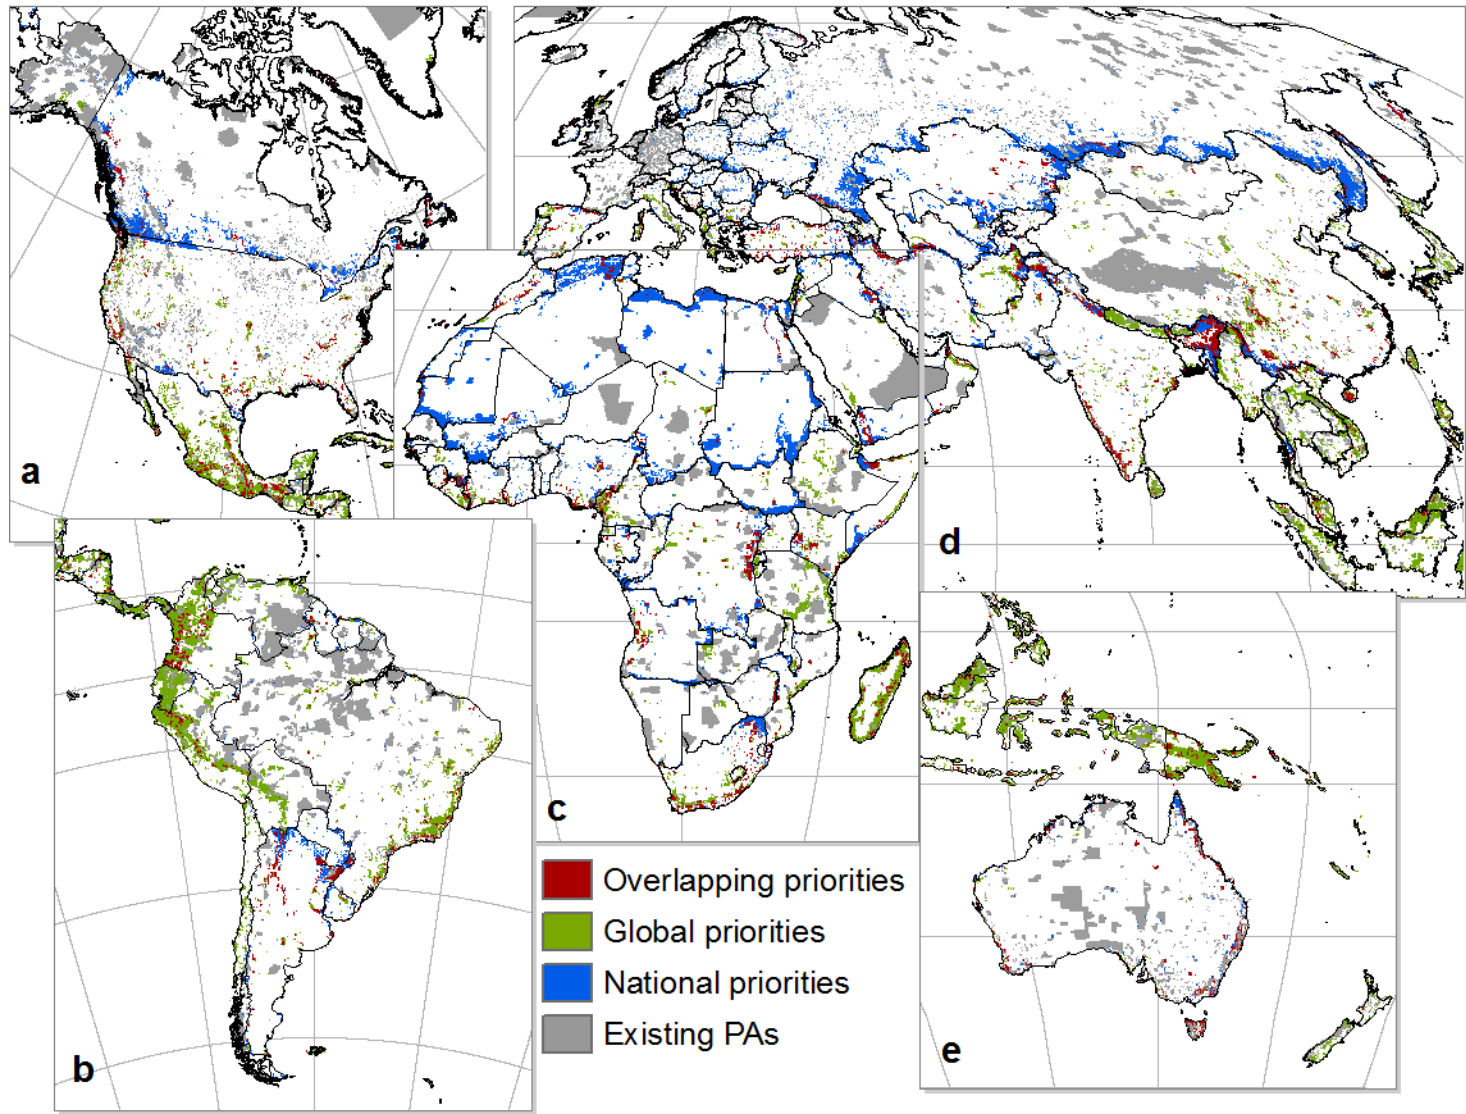 a
d
c
b
e
Overlapping priorities
Global priorities
National priorities
Existing PAs